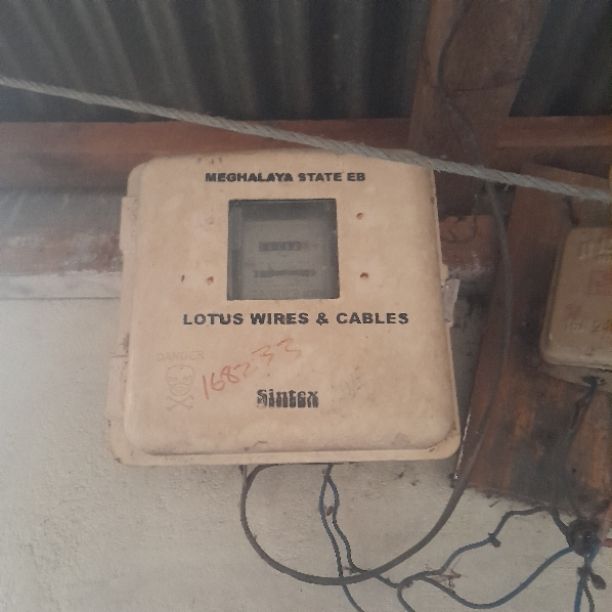 MEGHALAYA STATE EB
LOTUS WIRES & CABLES
DANGER
168233
Sintex